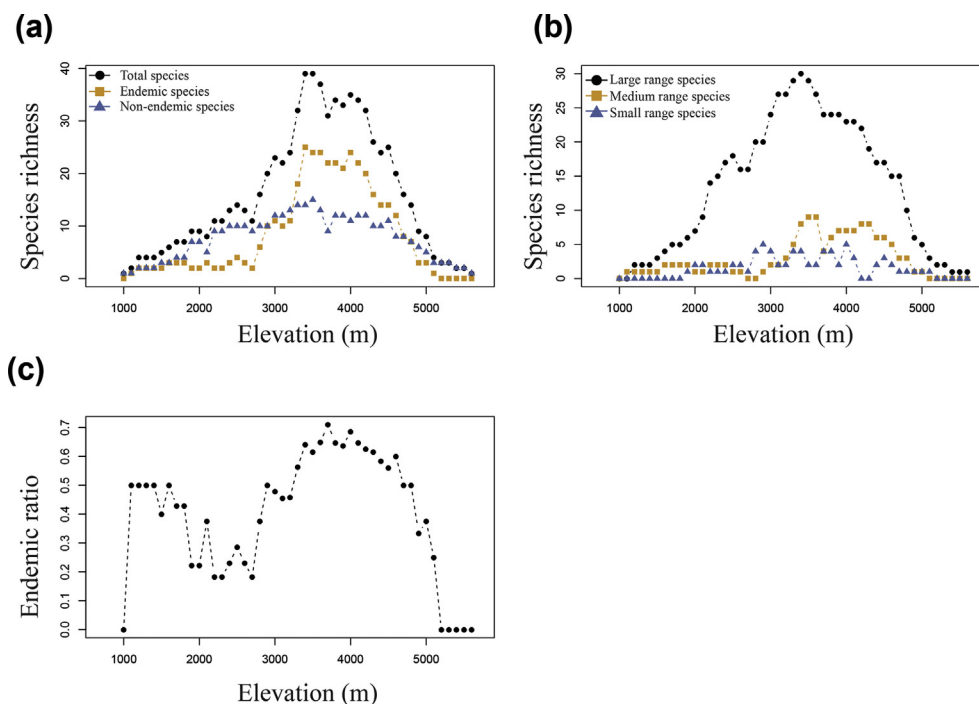 (a)
40
30
20
10
0
Species richness
Total species
Endemic species
Non-endemic species
1000 2000 3000 4000 5000
Elevation (m)
(b)
30
25
20
15
10
5
0
Species richness
Large range species
Medium range species
Small range species
1000 2000 3000 4000 5000
Elevation (m)
(c)
0.7
0.6
0.5
0.4
0.3
0.2
0.1
0.0
Endemic ratio
1000 2000 3000 4000 5000
Elevation (m)